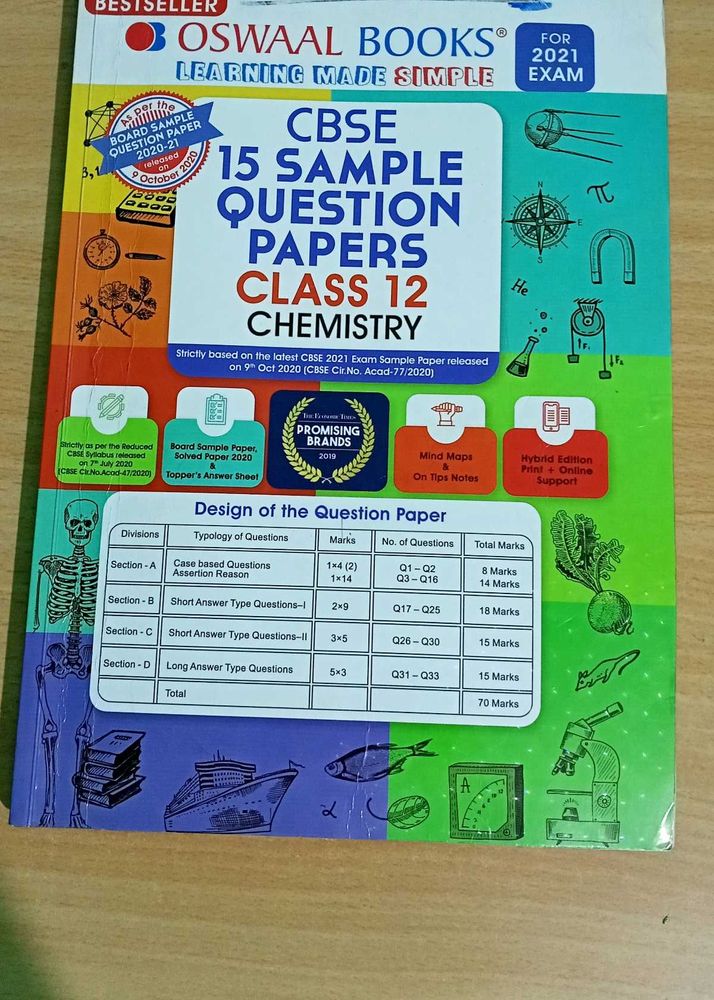 BESTSELLER
OSWAAL BOOKS®
LEARNING MADE SIMPLE
FOR
2021
EXAM
As per the
BOARD SAMPLE
QUESTION PAPER
2020-21
released
on
9 October 2020
CBSE
15 SAMPLE
QUESTION
PAPERS
CLASS 12
CHEMISTRY
Strictly based on the latest CBSE 2021 Exam Sample Paper released
on 9th Oct 2020 (CBSE Cir.No. Acad-77/2020)
N
E
S
π
He
F₁
F₂
Strictly as per the Reduced
CBSE Syllabus released
on 7th July 2020
(CBSE Cir.No.Acad-47/2020)
Board Sample Paper,
Solved Paper 2020
&
Topper's Answer Sheet
THE ECONOMIC TIMES
PROMISING
BRANDS
2019
Mind Maps
&
On Tips Notes
Hybrid Edition
Print + Online
Support
Design of the Question Paper
Divisions Typology of Questions Marks No. of Questions Total Marks
Section - A Case based Questions 1×4 (2) Q1 – Q2 8 Marks
Assertion Reason 1×14 Q3 – Q16 14 Marks
Section - B Short Answer Type Questions–I 2×9 Q17 – Q25 18 Marks
Section - C Short Answer Type Questions–II 3×5 Q26 – Q30 15 Marks
Section - D Long Answer Type Questions 5×3 Q31 – Q33 15 Marks
Total 70 Marks
α
A